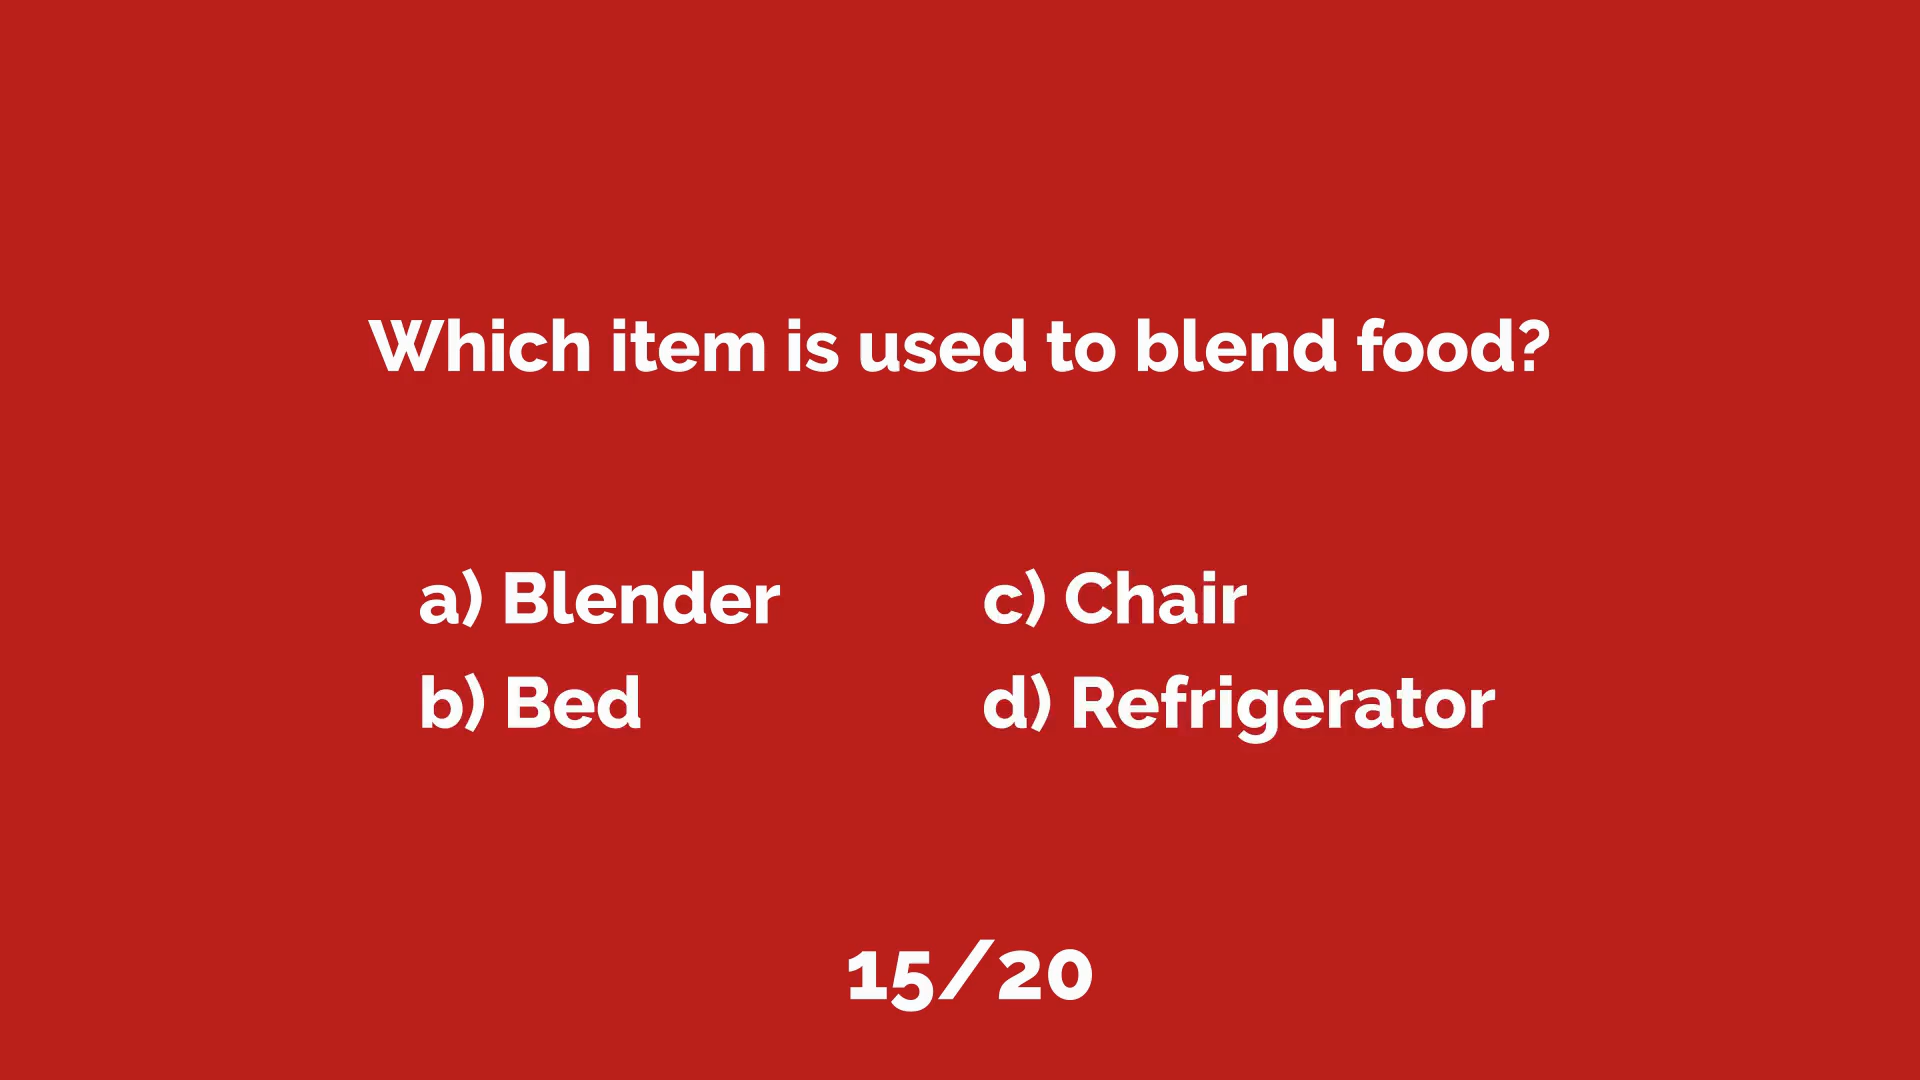 Which item is used to blend food?
a) Blender
b) Bed
c) Chair
d) Refrigerator
15/20